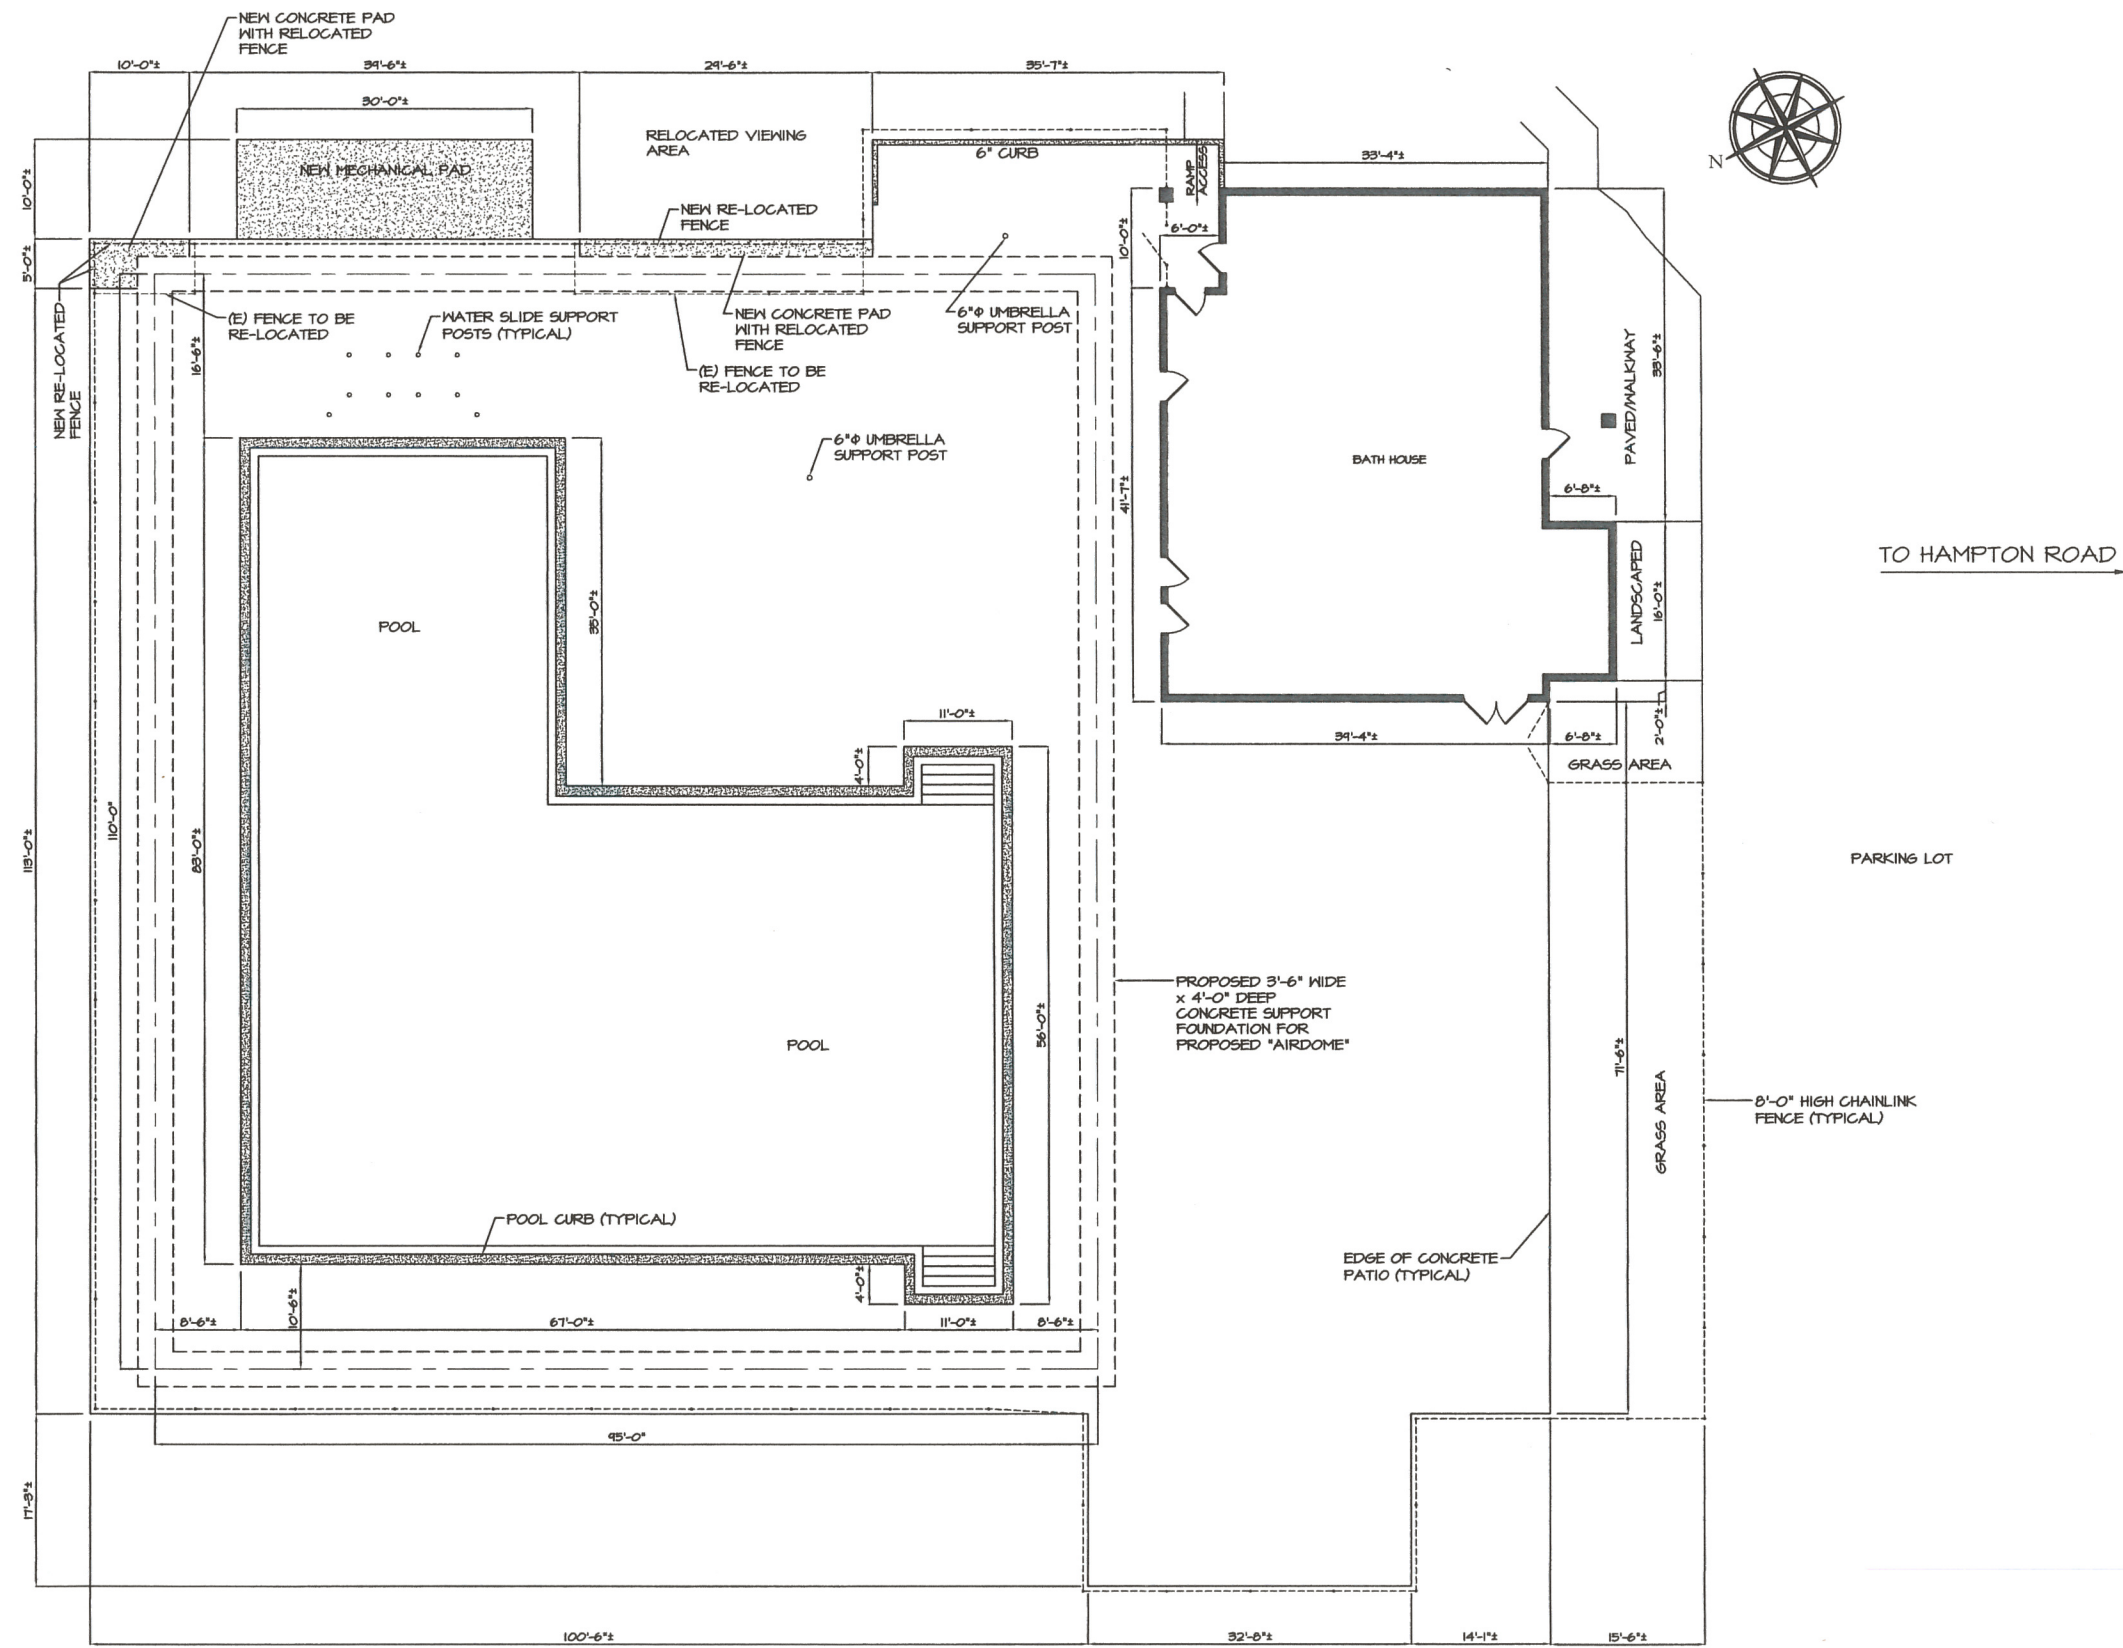 NEW CONCRETE PAD
WITH RELOCATED
FENCE
10'-0"±
39'-6"±
29'-6"±
35'-7"±
30'-0"±
RELOCATED VIEWING
AREA
6" CURB
RAMP
ACCESS
33'-4"±
N
NEW MECHANICAL PAD
10'-0"±
5'-0"±
NEW RE-LOCATED
FENCE
10'-0"±
6'-0"±
(E) FENCE TO BE
RE-LOCATED
WATER SLIDE SUPPORT
POSTS (TYPICAL)
NEW CONCRETE PAD
WITH RELOCATED
FENCE
6"Φ UMBRELLA
SUPPORT POST
16'-6"±
(E) FENCE TO BE
RE-LOCATED
NEW RE-LOCATED
FENCE
PAVED/WALKWAY
33'-6"±
6"Φ UMBRELLA
SUPPORT POST
BATH HOUSE
41'-7"±
6'-8"±
TO HAMPTON ROAD
LANDSCAPED
16'-0"±
POOL
35'-0"±
11'-0"±
4'-0"±
39'-4"±
6'-8"±
2'-0"±
GRASS AREA
113'-0"±
110'-0"
83'-0"±
PARKING LOT
PROPOSED 3'-6" WIDE
x 4'-0" DEEP
CONCRETE SUPPORT
FOUNDATION FOR
PROPOSED "AIRDOME"
56'-0"±
POOL
71'-6"±
GRASS AREA
8'-0" HIGH CHAINLINK
FENCE (TYPICAL)
POOL CURB (TYPICAL)
EDGE OF CONCRETE
PATIO (TYPICAL)
4'-0"±
10'-6"±
8'-6"±
67'-0"±
11'-0"±
8'-6"±
95'-0"
17'-3"±
100'-6"±
32'-8"±
14'-1"±
15'-6"±